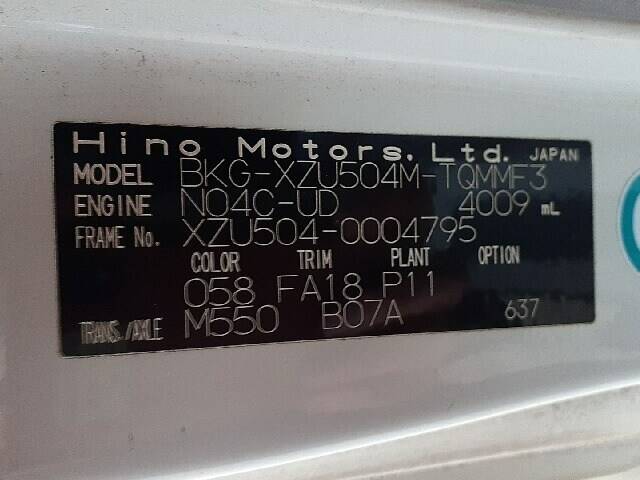 Hino Motors, Ltd. JAPAN
MODEL BKG-XZU504M-TQMMF3
ENGINE N04C-UD 4009 mL
FRAME No. XZU504-0004795
COLOR TRIM PLANT OPTION
058 FA18 P11
TRANS./AXLE M550 B07A 637